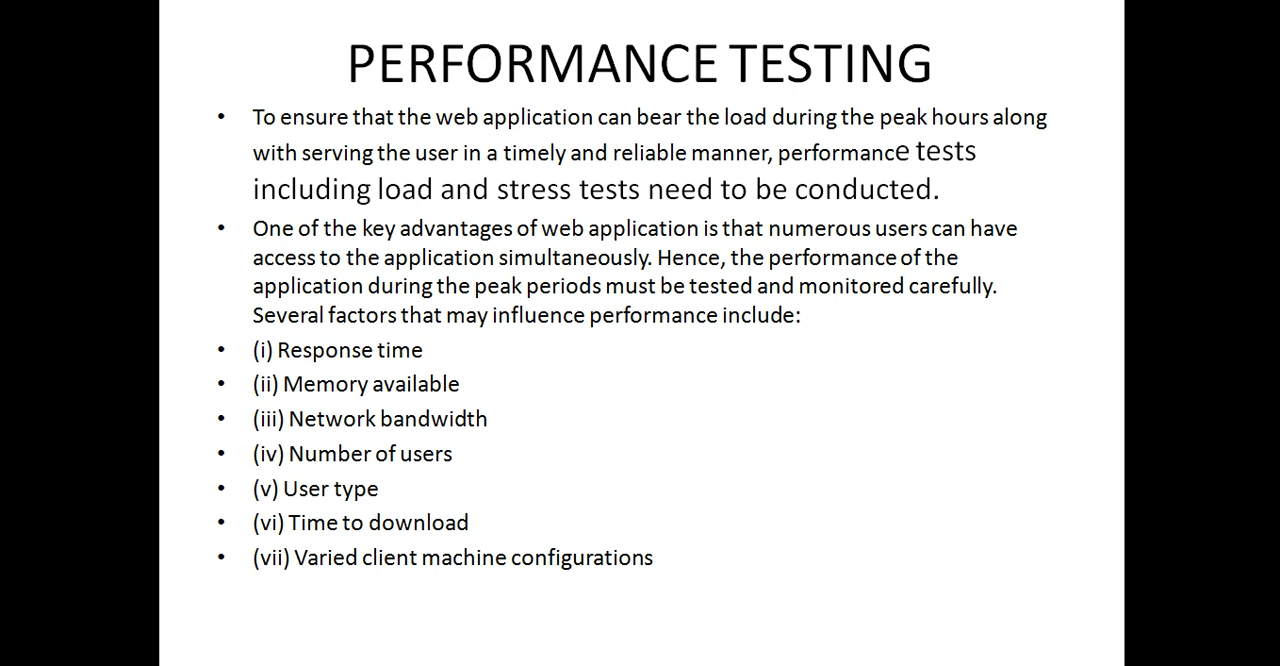 PERFORMANCE TESTING
• To ensure that the web application can bear the load during the peak hours along
with serving the user in a timely and reliable manner, performance tests
including load and stress tests need to be conducted.
• One of the key advantages of web application is that numerous users can have
access to the application simultaneously. Hence, the performance of the
application during the peak periods must be tested and monitored carefully.
Several factors that may influence performance include:
• (i) Response time
• (ii) Memory available
• (iii) Network bandwidth
• (iv) Number of users
• (v) User type
• (vi) Time to download
• (vii) Varied client machine configurations